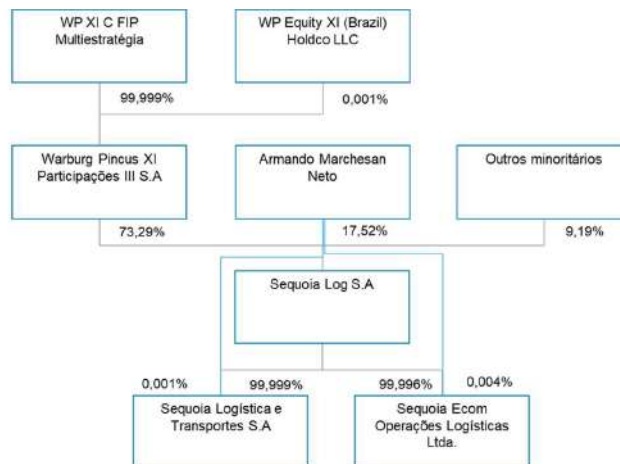 WP XI C FIP
Multiestratégia
WP Equity XI (Brazil)
Holdco LLC
99,999%
0,001%
Warburg Pincus XI
Participações III S.A
Armando Marchesan
Neto
Outros minoritários
73,29%
17,52%
9,19%
Sequoia Log S.A
0,001%
99,999%
99,996%
0,004%
Sequoia Logística e
Transportes S.A
Sequoia Ecom
Operações Logísticas
Ltda.